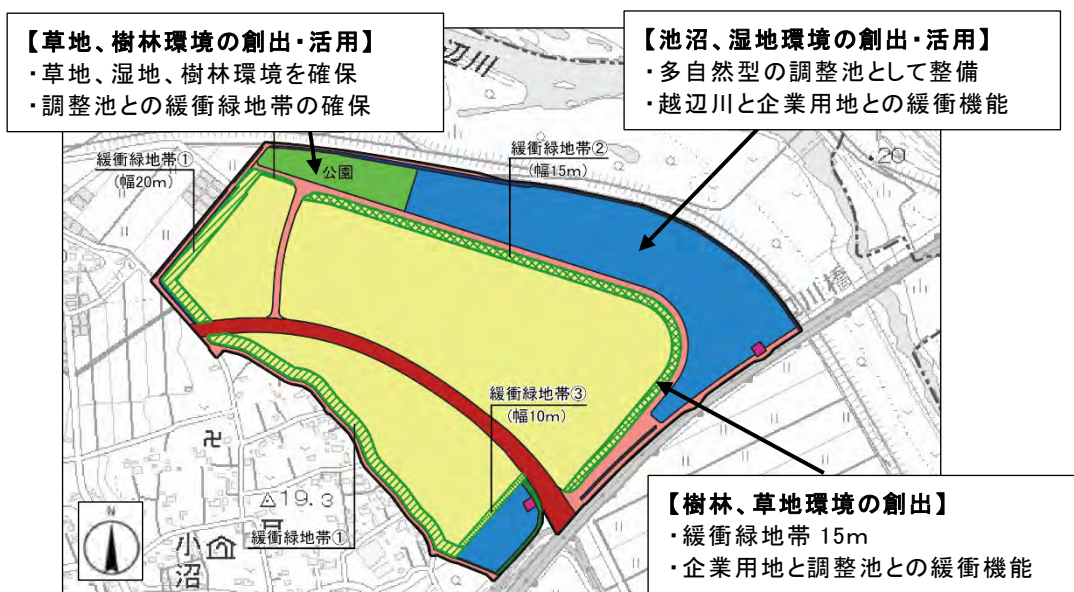 【草地、樹林環境の創出・活用】
・草地、湿地、樹林環境を確保
・調整池との緩衝緑地帯の確保
【池沼、湿地環境の創出・活用】
・多自然型の調整池として整備
・越辺川と企業用地との緩衝機能
辺川
20
緩衝緑地帯①
(幅20m)
公園
緩衝緑地帯②
(幅15m)
川橋
緩衝緑地帯③
(幅10m)
卍
△19.3
小沼
緩衝緑地帯①
N
【樹林、草地環境の創出】
・緩衝緑地帯 15m
・企業用地と調整池との緩衝機能